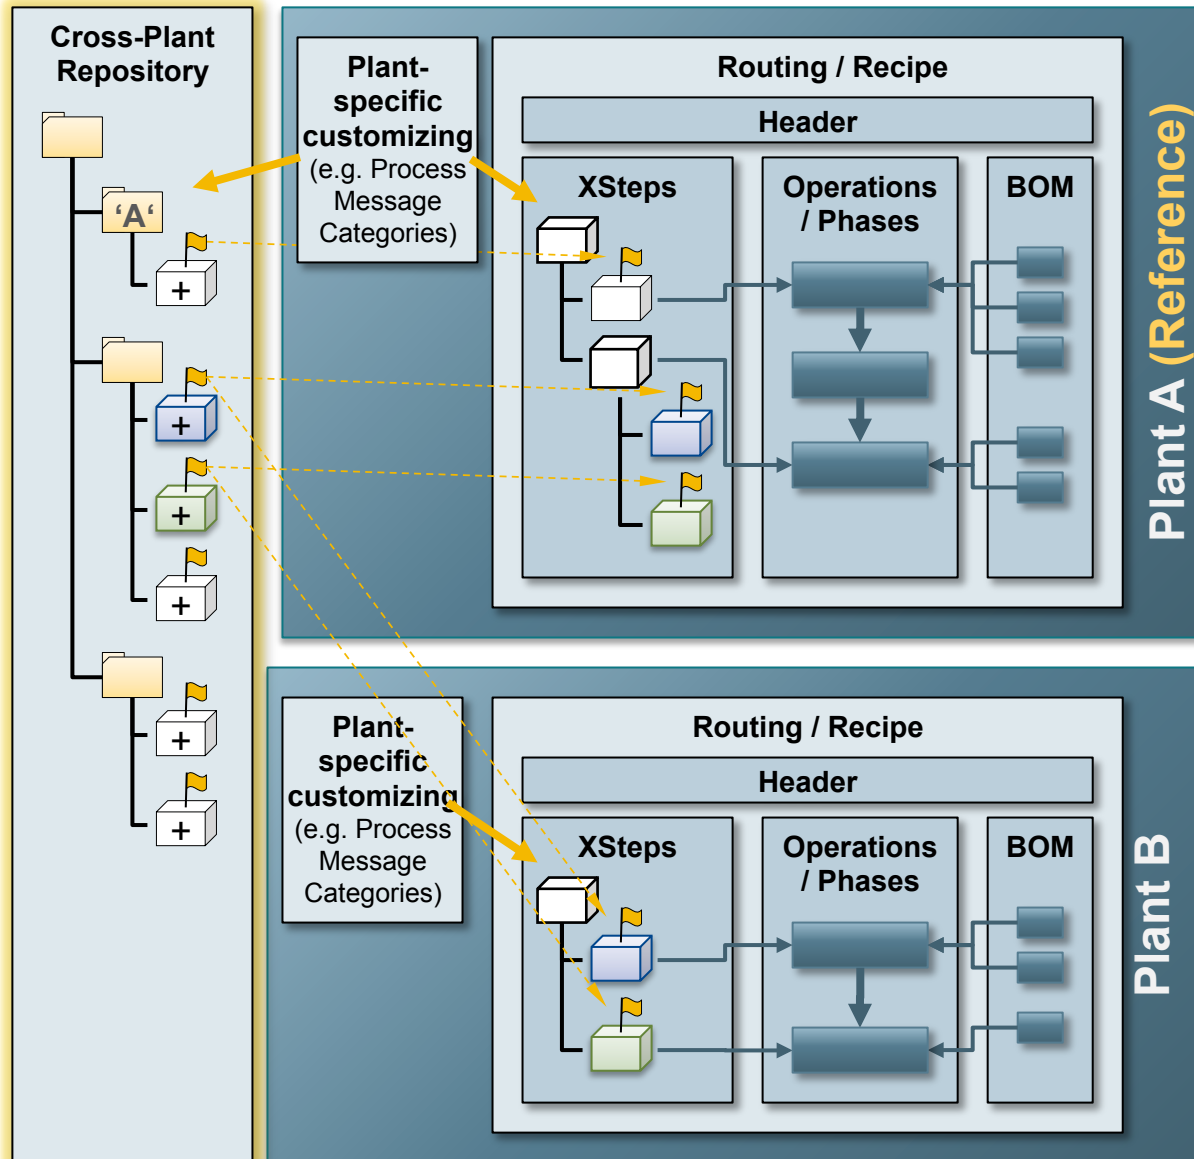 Cross-Plant
Repository
‘A‘
+
+
+
+
+
+
Plant-
specific
customizing
(e.g. Process
Message
Categories)
Routing / Recipe
Header
XSteps
Operations
/ Phases
BOM
Plant A (Reference)
Plant-
specific
customizing
(e.g. Process
Message
Categories)
Routing / Recipe
Header
XSteps
Operations
/ Phases
BOM
Plant B